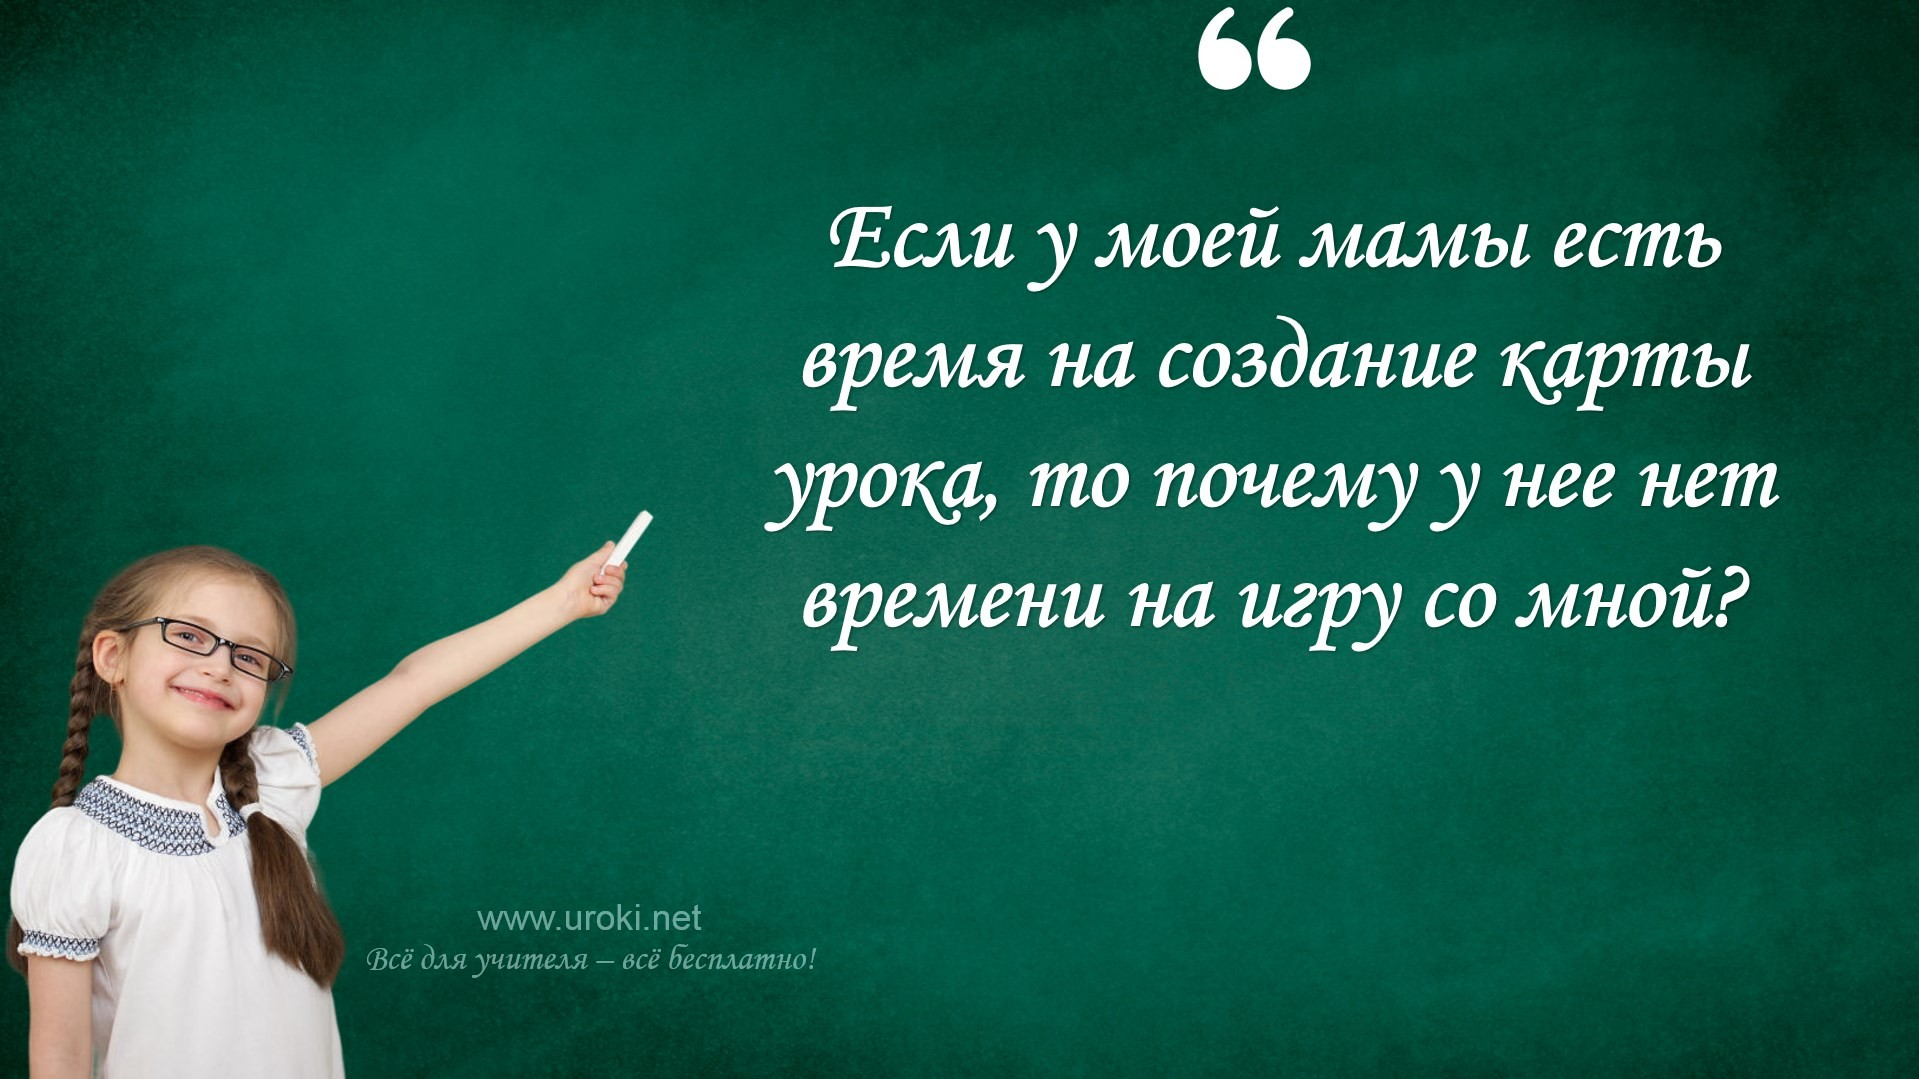 “
Если у моей мамы есть
время на создание карты
урока, то почему у нее нет
времени на игру со мной?
www.uroki.net
Всё для учителя – всё бесплатно!